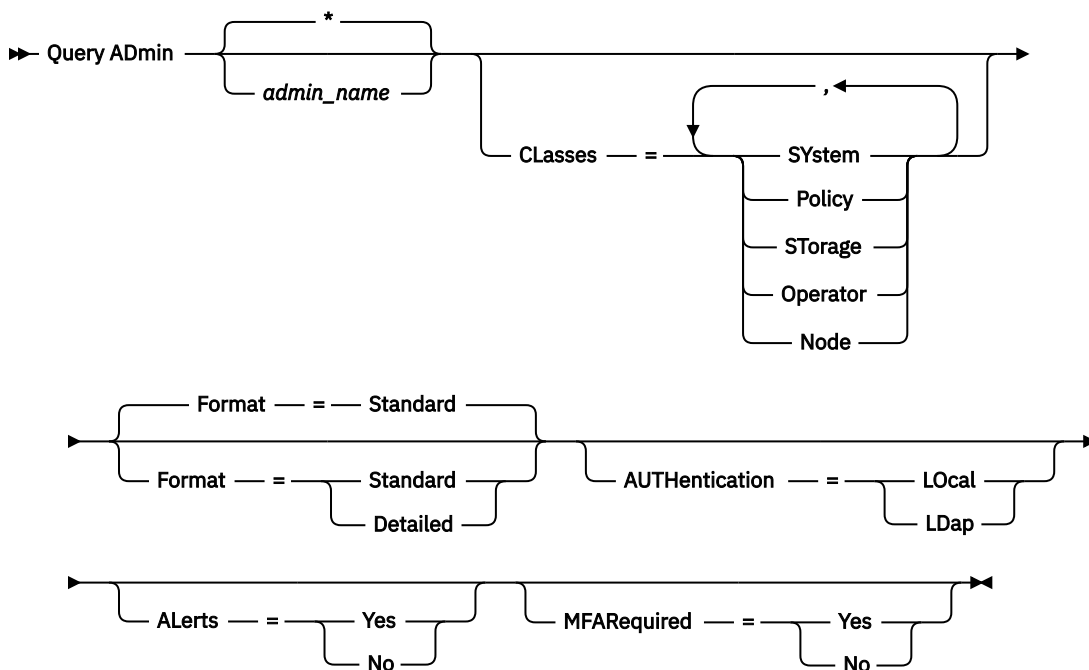 *
Query ADmin
admin_name
,
CLasses = SYstem
Policy
STorage
Operator
Node
Format = Standard
Format = Standard
Detailed
AUTHentication = LOcal
LDap
ALerts = Yes
No
MFARequired = Yes
No